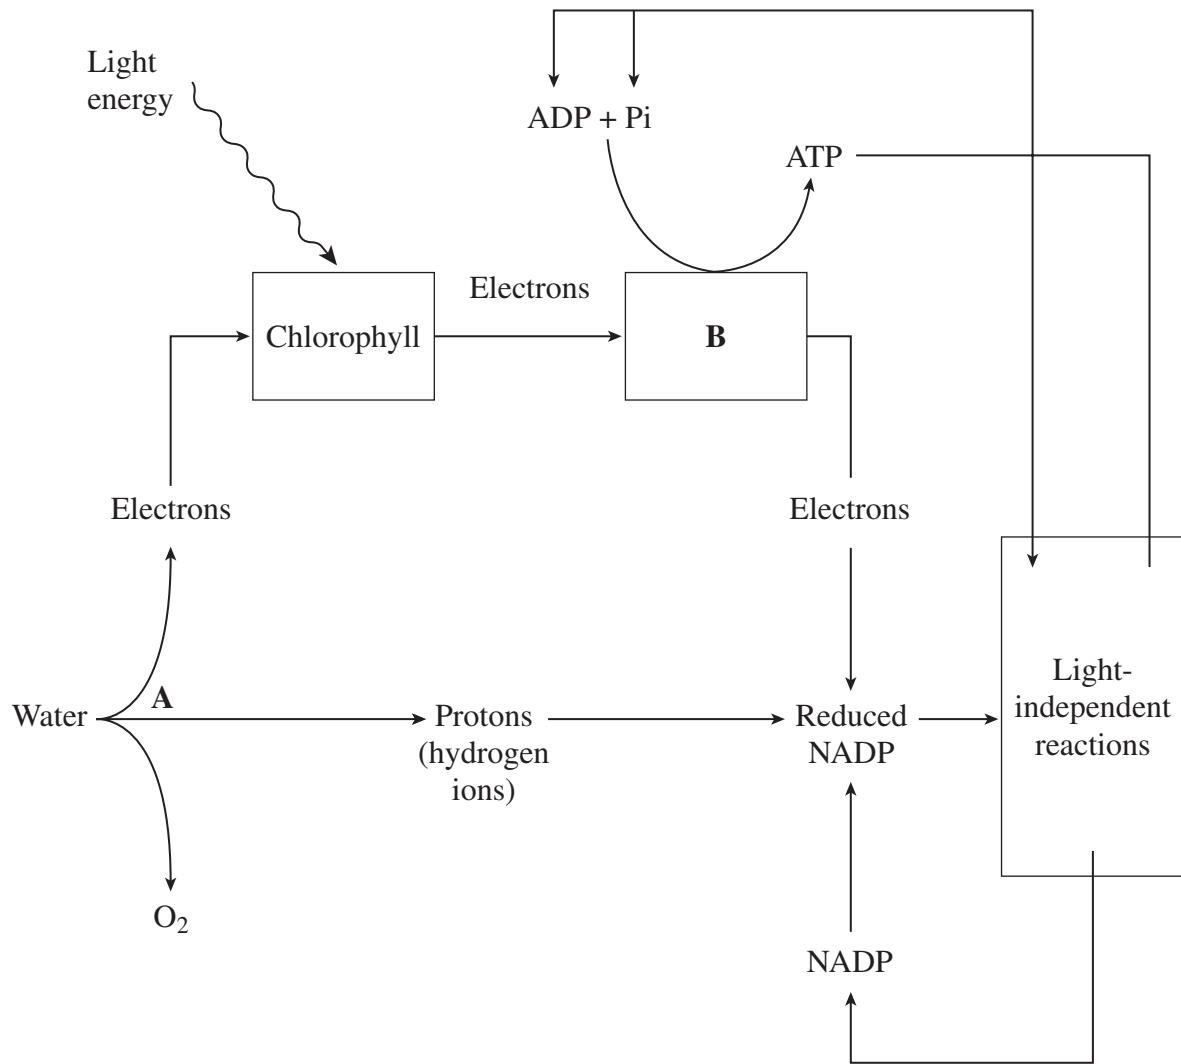 Light
energy
ADP + Pi
ATP
Electrons
Chlorophyll
B
Electrons
Electrons
Light-
independent
reactions
A
Water
Protons
(hydrogen
ions)
Reduced
NADP
O₂
NADP